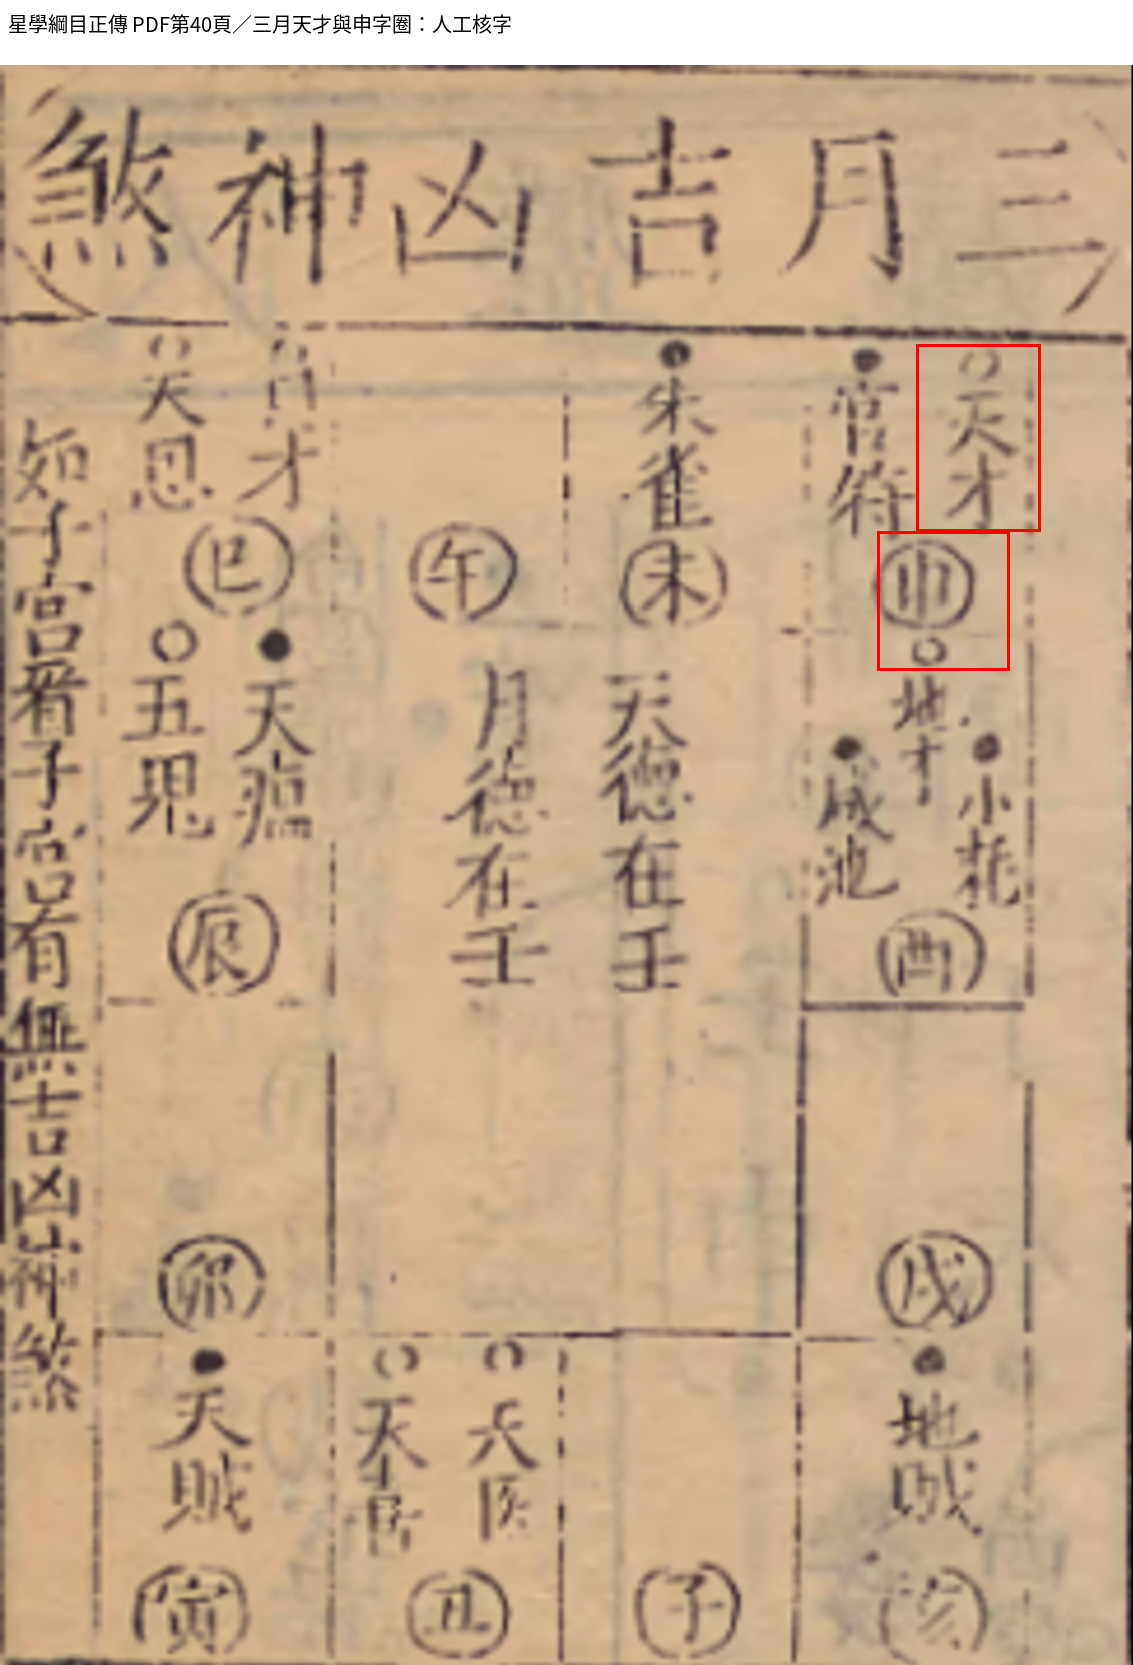 星學綱目正傳 PDF第40頁／三月天才與申字圈：人工核字
三月吉凶神煞
○天才
●官符
申
○地才
●小耗
●咸池
酉
戌
●地賊
亥
●朱雀
未
天德在壬
午
月德在壬
子
○天医
丑
才
○天恩
巳
●天瘟
○五鬼
辰
卯
●天賊
寅
如子宮看子宮有無吉凶神煞